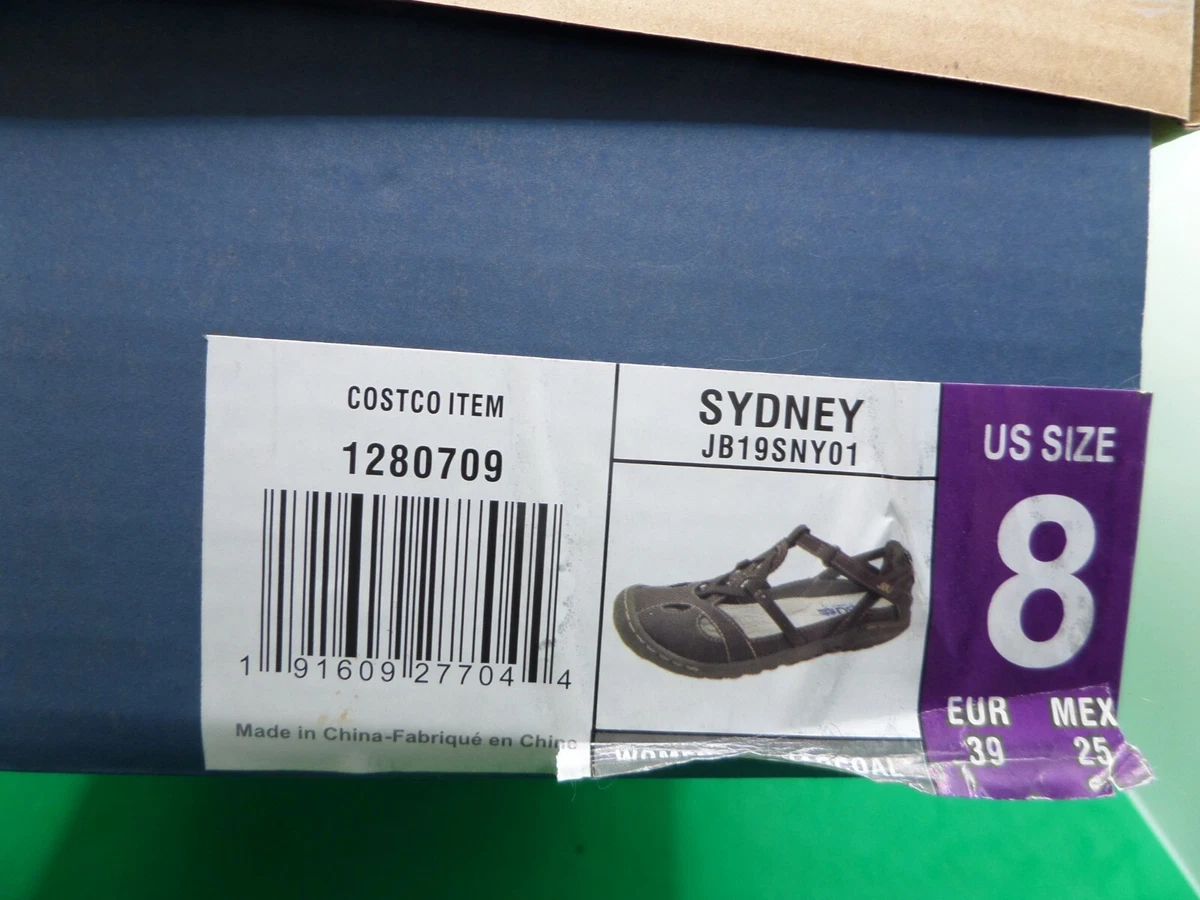 COSTCO ITEM
1280709
1 91609 27704 4
Made in China-Fabriqué en Chine
SYDNEY
JB19SNY01
US SIZE
8
EUR MEX
39 25